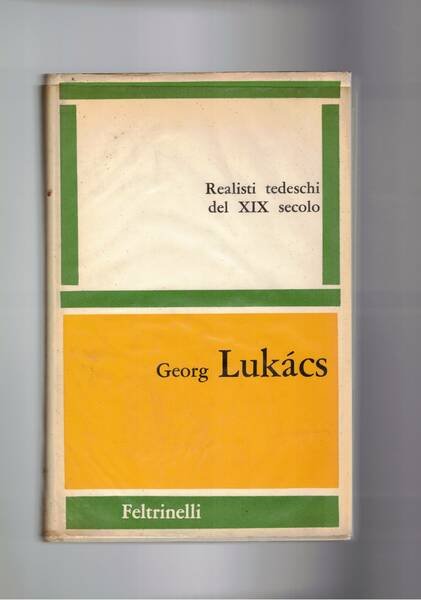 Realisti tedeschi
del XIX secolo
Georg Lukács
Feltrinelli